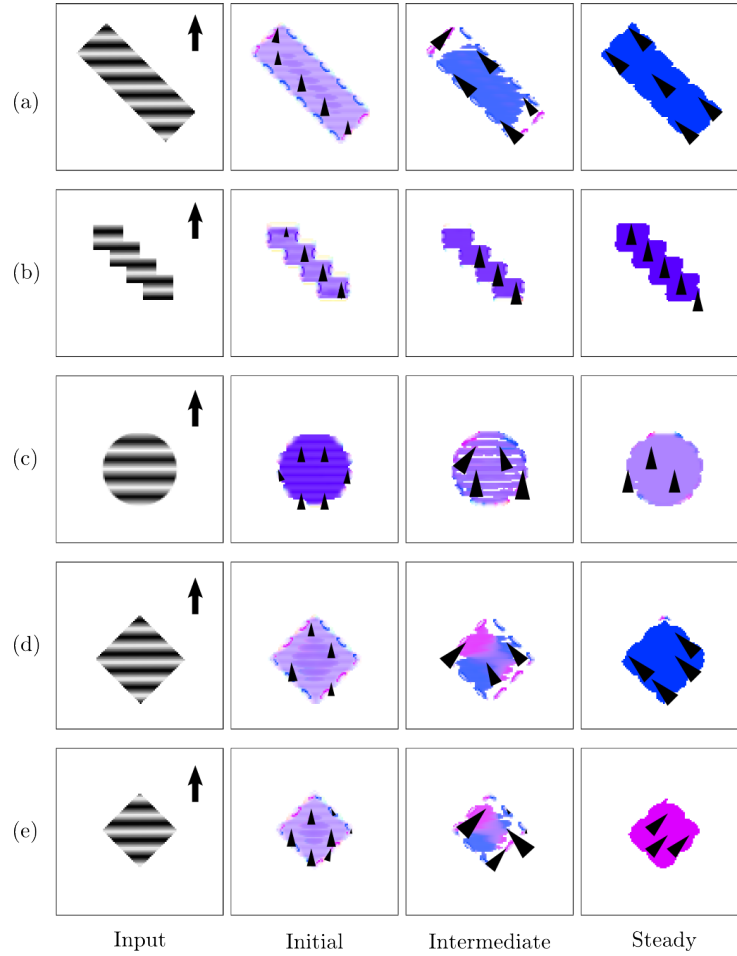 (a)
(b)
(c)
(d)
(e)
Input Initial Intermediate Steady